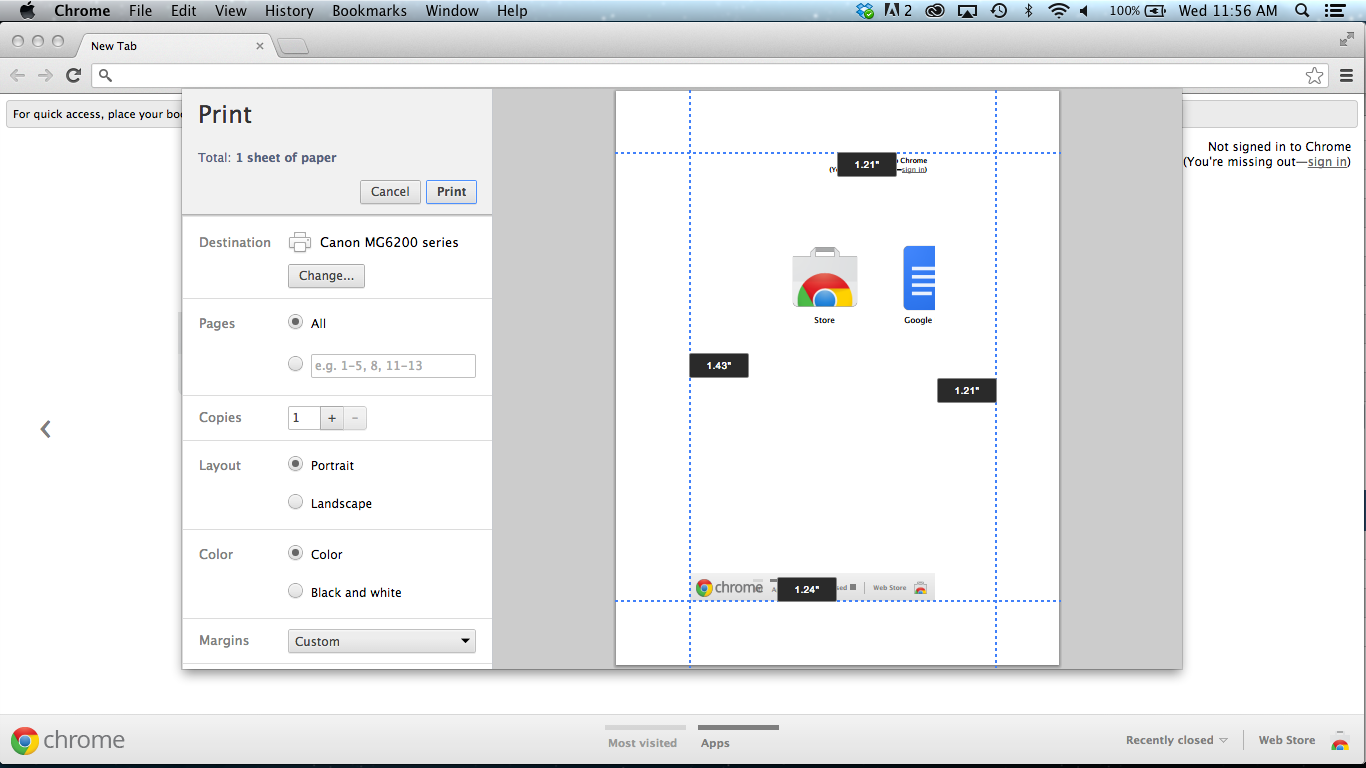 Chrome File Edit View History Bookmarks Window Help 2 100% Wed 11:56 AM
New Tab
For quick access, place your boo
Not signed in to Chrome
(You're missing out—sign in)
Print
Total: 1 sheet of paper
Cancel Print
Destination Canon MG6200 series
Change...
Pages All
e.g. 1-5, 8, 11-13
Copies 1 + -
Layout Portrait
Landscape
Color Color
Black and white
Margins Custom
1.21" Chrome
sign in)
Store Google
1.43"
1.21"
chrome 1.24" Web Store
chrome Most visited Apps Recently closed Web Store